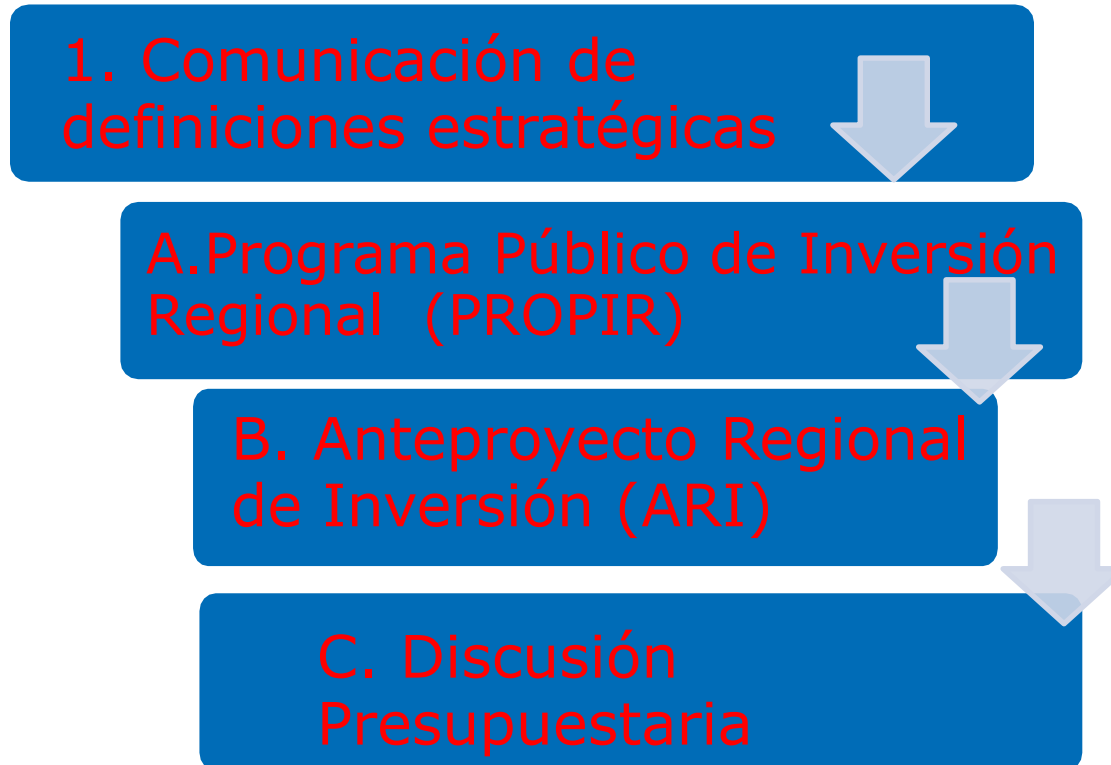 1. Comunicación de
definiciones estratégicas
A.Programa Público de Inversión
Regional (PROPIR)
B. Anteproyecto Regional
de Inversión (ARI)
C. Discusión
Presupuestaria